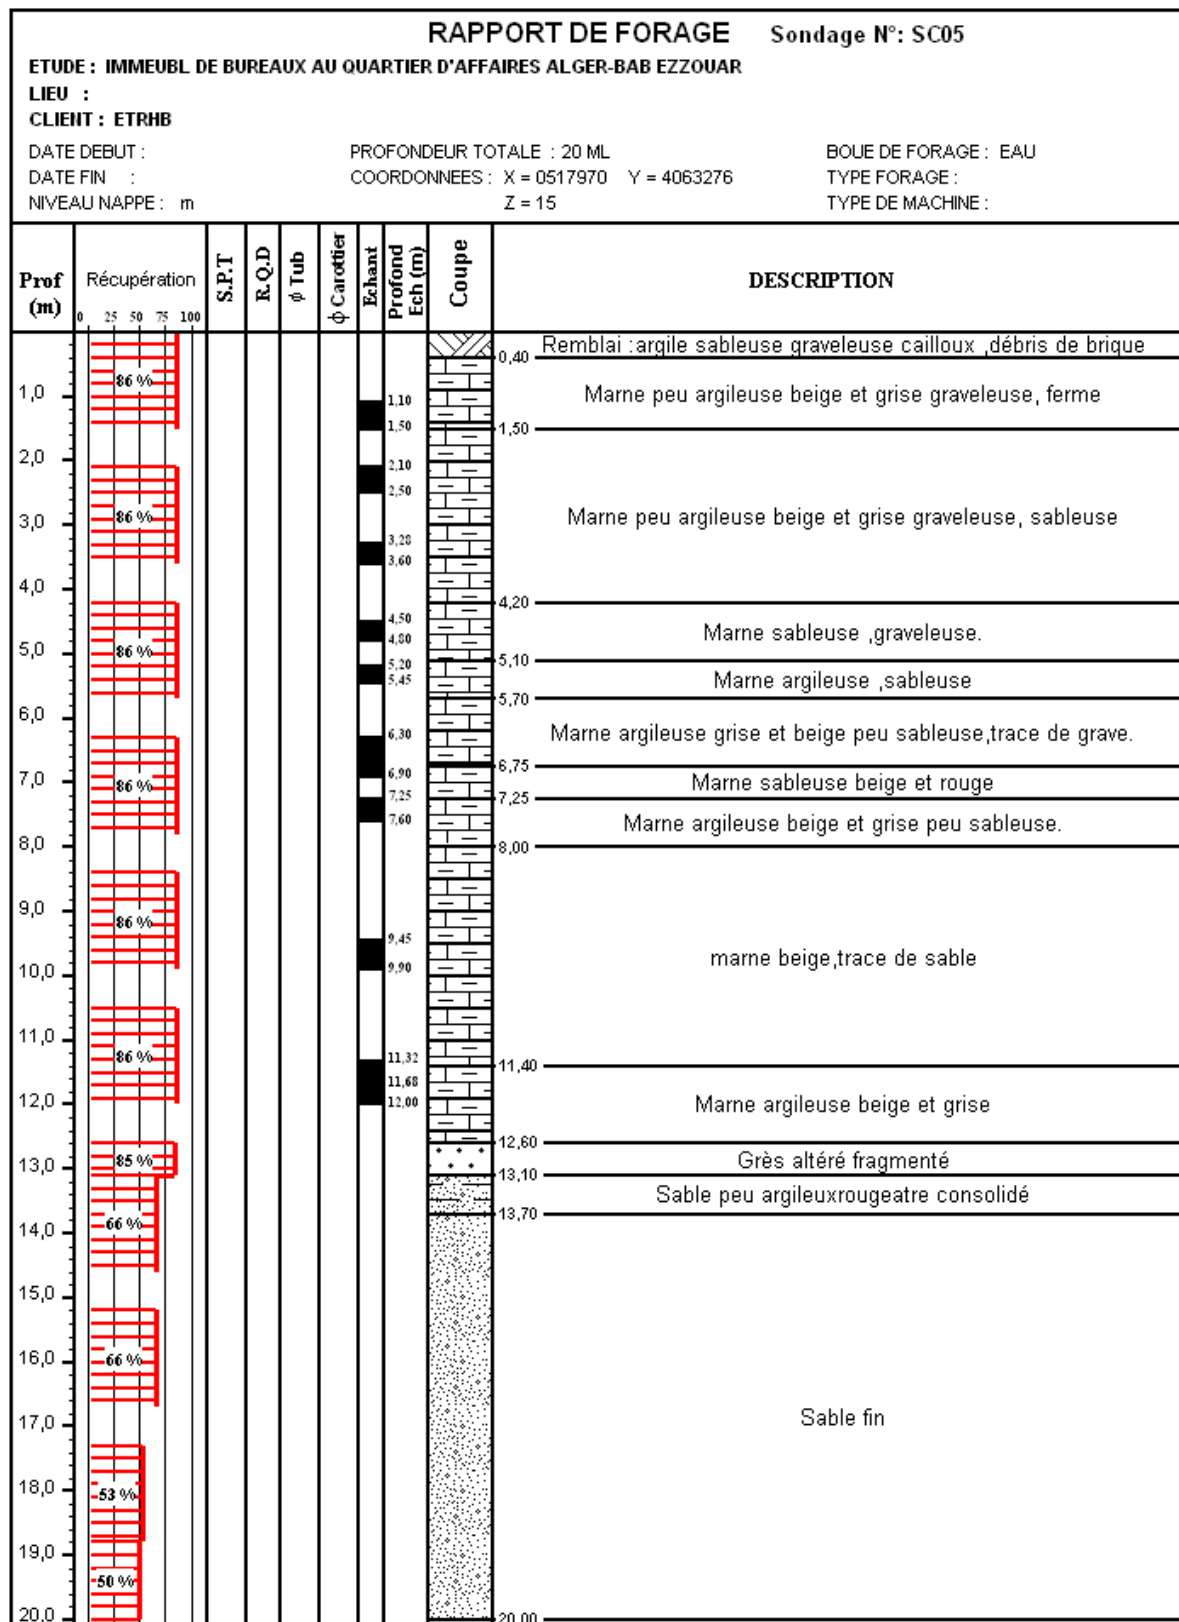 RAPPORT DE FORAGE Sondage N°: SC05
ETUDE : IMMEUBL DE BUREAUX AU QUARTIER D'AFFAIRES ALGER-BAB EZZOUAR
LIEU :
CLIENT : ETRHB
DATE DEBUT : PROFONDEUR TOTALE : 20 ML BOUE DE FORAGE : EAU
DATE FIN : COORDONNEES : X = 0517970 Y = 4063276 TYPE FORAGE :
NIVEAU NAPPE : m Z = 15 TYPE DE MACHINE :
Prof (m) Récupération S.P.T R.Q.D ϕ Tub ϕ Carottier Echant Profond Ech (m) Coupe DESCRIPTION
0 25 50 75 100
Remblai :argile sableuse graveleuse cailloux ,débris de brique
0,40
86 %
1,0
Marne peu argileuse beige et grise graveleuse, ferme
1,10
1,50
1,50
2,0
2,10
2,50
86 %
Marne peu argileuse beige et grise graveleuse, sableuse
3,0
3,28
3,60
4,0
4,20
4,50
Marne sableuse ,graveleuse.
4,80
86 %
5,0
5,10
5,20
5,45
Marne argileuse ,sableuse
5,70
6,0
6,30
Marne argileuse grise et beige peu sableuse,trace de grave.
6,75
6,90
7,0
86 %
Marne sableuse beige et rouge
7,25
7,25
7,60
Marne argileuse beige et grise peu sableuse.
8,0
8,00
9,0
86 %
9,45
marne beige,trace de sable
9,90
10,0
11,0
86 %
11,32
11,40
11,68
12,0
12,00
Marne argileuse beige et grise
12,60
85 %
Grès altéré fragmenté
13,0
13,10
Sable peu argileuxrougeatre consolidé
13,70
66 %
14,0
15,0
16,0
66 %
17,0
Sable fin
18,0
53 %
19,0
50 %
20,0
20,00